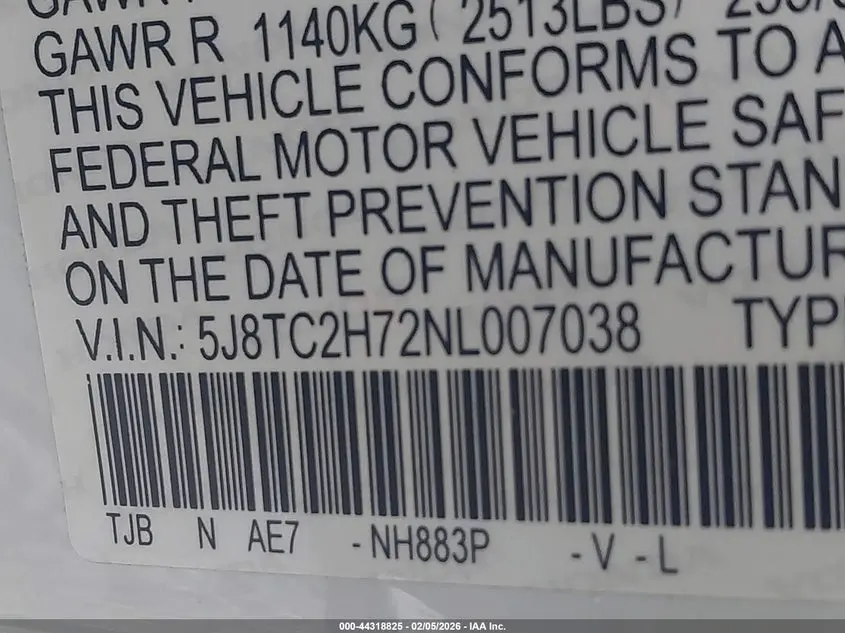 GAWR R 1140KG ( 2513LBS)
THIS VEHICLE CONFORMS TO A
FEDERAL MOTOR VEHICLE SAF
AND THEFT PREVENTION STAN
ON THE DATE OF MANUFACTUR
V.I.N.: 5J8TC2H72NL007038 TYP
TJB N AE7 -NH883P -V -L
000-44318825 - 02/05/2026 - IAA Inc.